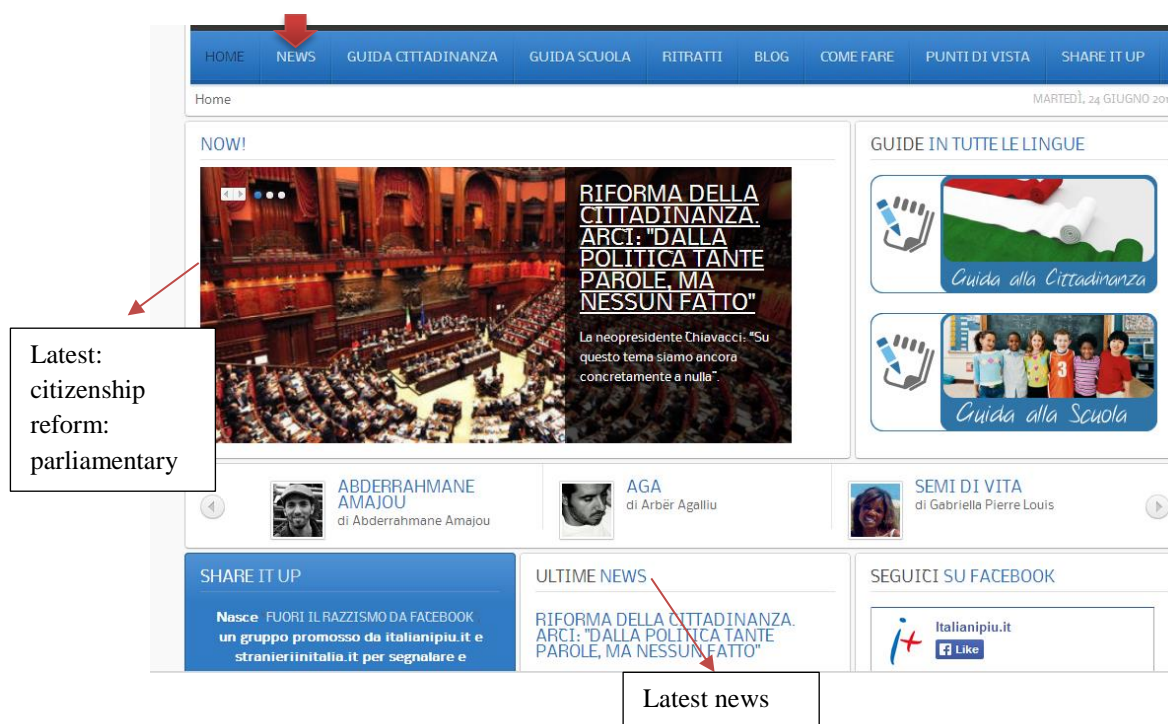 HOME NEWS GUIDA CITTADINANZA GUIDA SCUOLA RITRATTI BLOG COME FARE PUNTI DI VISTA SHARE IT UP
Home
MARTEDÌ, 24 GIUGNO 201
NOW!
RIFORMA DELLA
CITTADINANZA.
ARCI: "DALLA
POLITICA TANTE
PAROLE, MA
NESSUN FATTO"
La neopresidente Chiavacci: “Su
questo tema siamo ancora
concretamente a nulla”.
GUIDE IN TUTTE LE LINGUE
Guida alla Cittadinanza
Guida alla Scuola
Latest:
citizenship
reform:
parliamentary
ABDERRAHMANE
AMAJOU
di Abderrahmane Amajou
AGA
di Arbër Agalliu
SEMI DI VITA
di Gabriella Pierre Louis
SHARE IT UP
Nasce FUORI IL RAZZISMO DA FACEBOOK
un gruppo promosso da italianipiu.it e
stranieriinitalia.it per segnalare e
ULTIME NEWS
RIFORMA DELLA CITTADINANZA.
ARCI: "DALLA POLITICA TANTE
PAROLE, MA NESSUN FATTO"
SEGUICI SU FACEBOOK
i+
Italianipiu.it
Like
Latest news